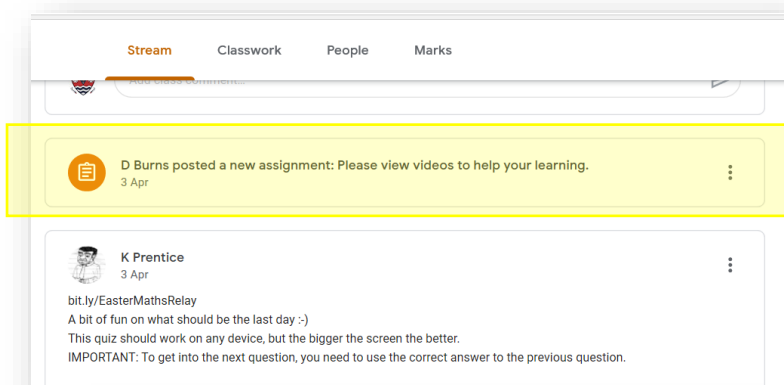 Stream Classwork People Marks
Add class comment...
D Burns posted a new assignment: Please view videos to help your learning.
3 Apr
K Prentice
3 Apr
bit.ly/EasterMathsRelay
A bit of fun on what should be the last day :-)
This quiz should work on any device, but the bigger the screen the better.
IMPORTANT: To get into the next question, you need to use the correct answer to the previous question.